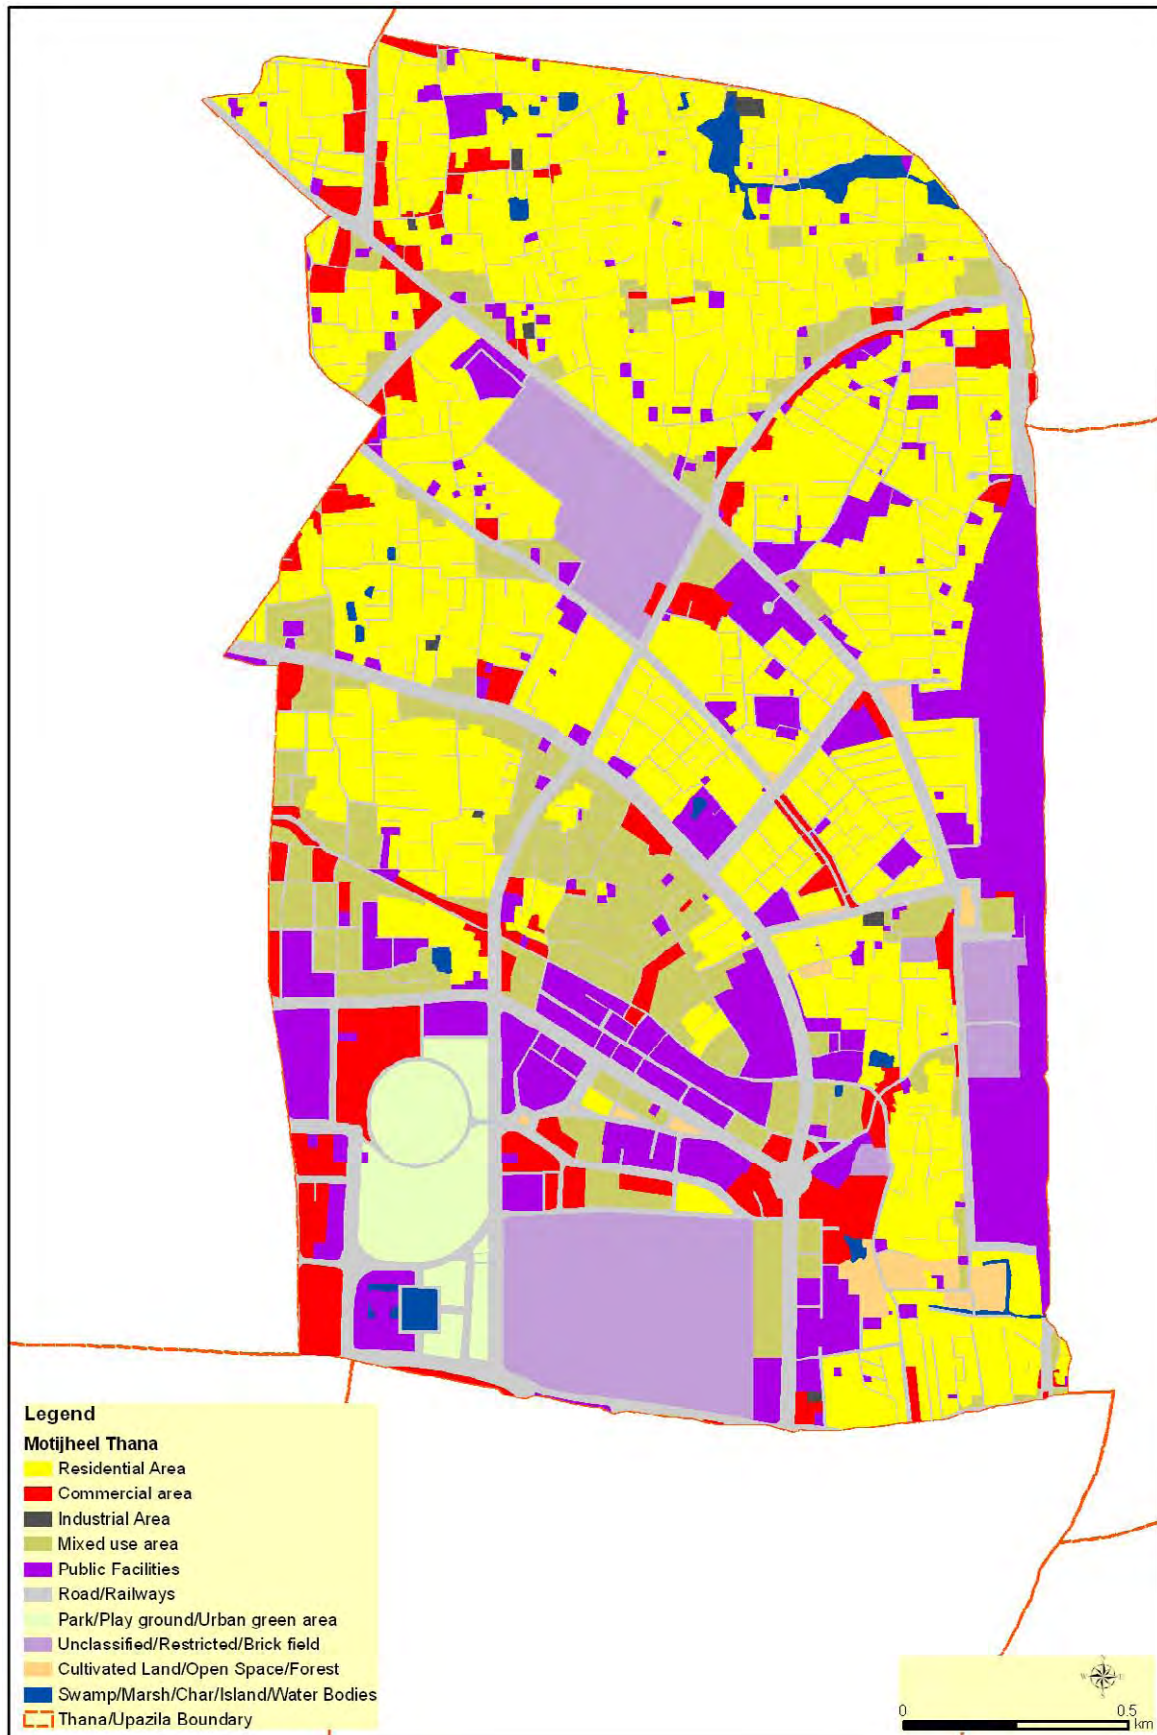 Legend
Motijheel Thana
Residential Area
Commercial area
Industrial Area
Mixed use area
Public Facilities
Road/Railways
Park/Play ground/Urban green area
Unclassified/Restricted/Brick field
Cultivated Land/Open Space/Forest
Swamp/Marsh/Char/Island/Water Bodies
Thana/Upazila Boundary
N
W E
S
0 0.5
km